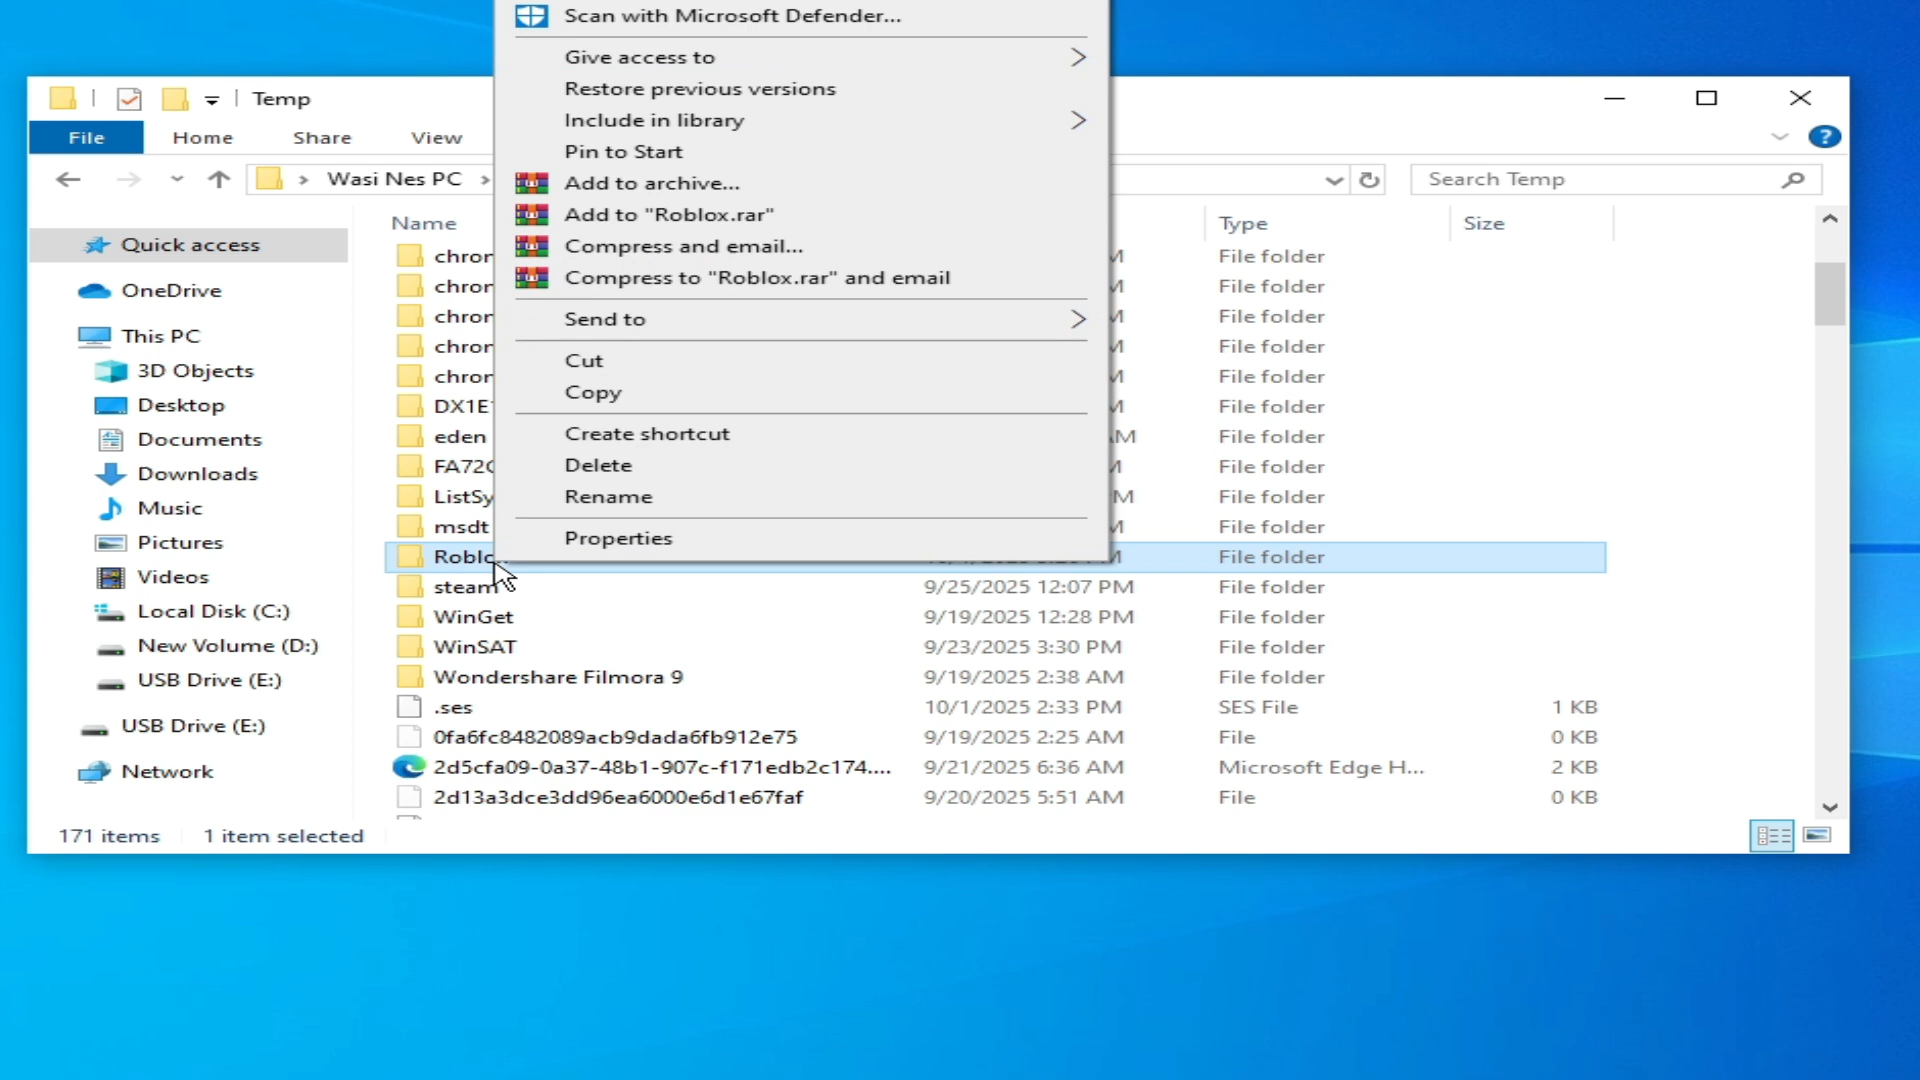 Scan with Microsoft Defender...
Give access to
Restore previous versions
Include in library
Pin to Start
Add to archive...
Add to "Roblox.rar"
Compress and email...
Compress to "Roblox.rar" and email
Send to
Cut
Copy
Create shortcut
Delete
Rename
Properties
Temp
File Home Share View
Wasi Nes PC
Search Temp
Quick access
OneDrive
This PC
3D Objects
Desktop
Documents
Downloads
Music
Pictures
Videos
Local Disk (C:)
New Volume (D:)
USB Drive (E:)
USB Drive (E:)
Network
Name Type Size
chron File folder
chron File folder
chron File folder
chron File folder
chron File folder
DX1E File folder
eden File folder
FA72 File folder
ListSy File folder
msdt File folder
Roblo File folder
steam 9/25/2025 12:07 PM File folder
WinGet 9/19/2025 12:28 PM File folder
WinSAT 9/23/2025 3:30 PM File folder
Wondershare Filmora 9 9/19/2025 2:38 AM File folder
.ses 10/1/2025 2:33 PM SES File 1 KB
0fa6fc8482089acb9dada6fb912e75 9/19/2025 2:25 AM File 0 KB
2d5cfa09-0a37-48b1-907c-f171edb2c174.... 9/21/2025 6:36 AM Microsoft Edge H... 2 KB
2d13a3dce3dd96ea6000e6d1e67faf 9/20/2025 5:51 AM File 0 KB
171 items 1 item selected